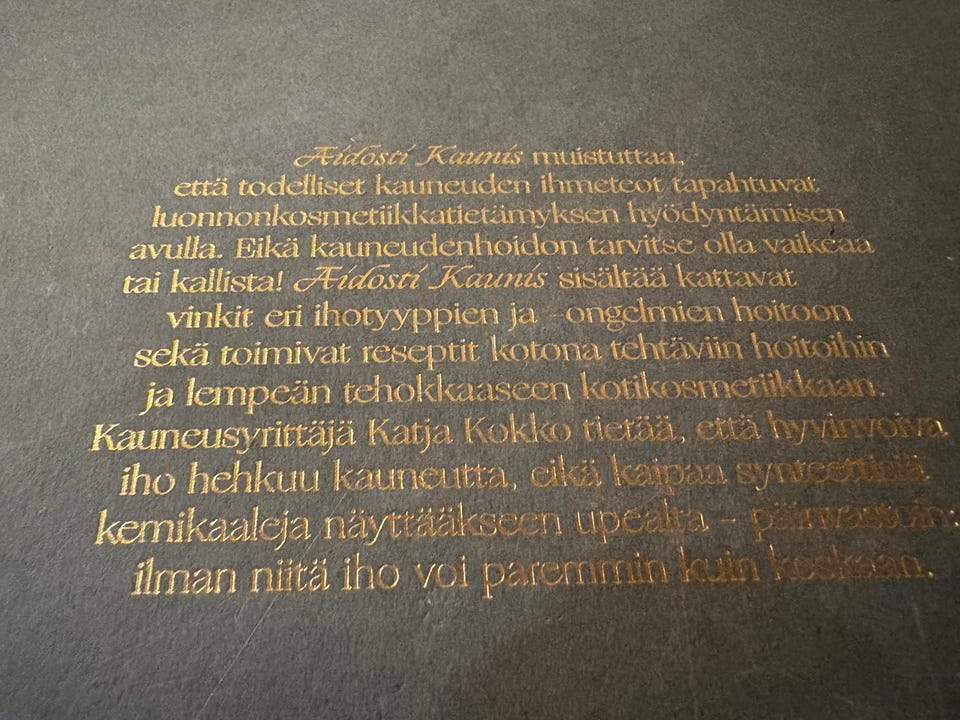 Aidosti Kaunis muistuttaa,
että todelliset kauneuden ihmeteot tapahtuvat
luonnonkosmetiikkatietämyksen hyödyntämisen
avulla. Eikä kauneudenhoidon tarvitse olla vaikeaa
tai kallista! Aidosti Kaunis sisältää kattavat
vinkit eri ihotyyppien ja -ongelmien hoitoon
sekä toimivat reseptit kotona tehtäviin hoitoihin
ja lempeän tehokkaaseen kotikosmetiikkaan.
Kauneusyrittäjä Katja Kokko tietää, että hyvinvoiva
iho hehkuu kauneutta, eikä kaipaa synteettisiä
kemikaaleja näyttääkseen upealta - päinvastoin:
ilman niitä iho voi paremmin kuin koskaan.